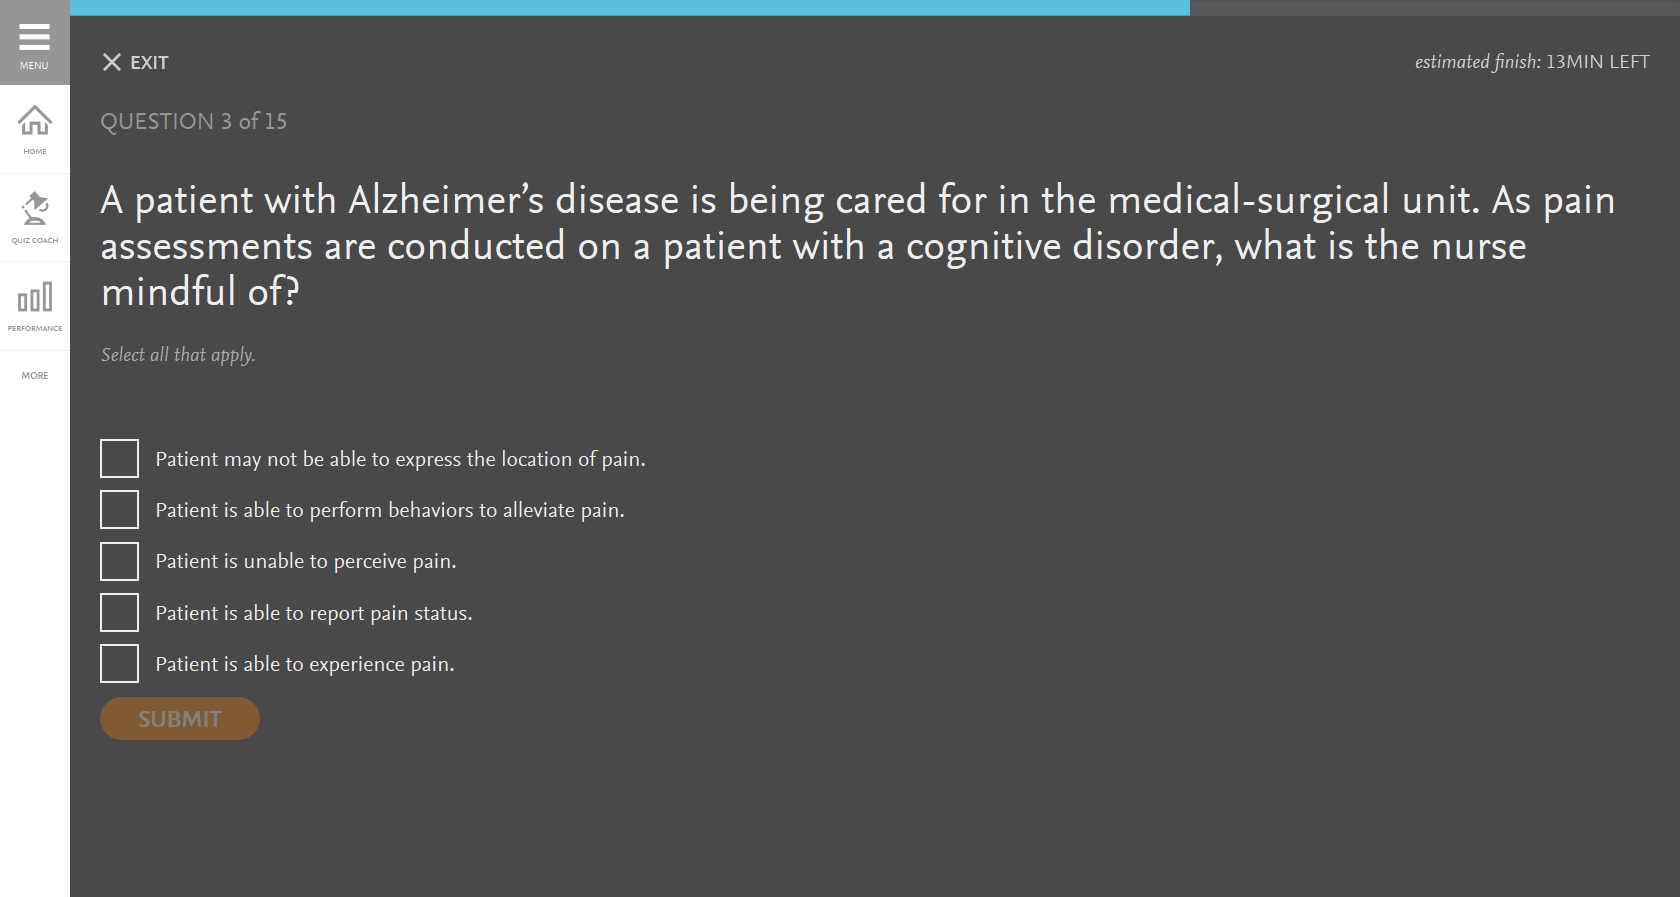 MENU
HOME
QUIZ COACH
PERFORMANCE
MORE
EXIT
estimated finish: 13MIN LEFT
QUESTION 3 of 15
A patient with Alzheimer’s disease is being cared for in the medical-surgical unit. As pain
assessments are conducted on a patient with a cognitive disorder, what is the nurse
mindful of?
Select all that apply.
Patient may not be able to express the location of pain.
Patient is able to perform behaviors to alleviate pain.
Patient is unable to perceive pain.
Patient is able to report pain status.
Patient is able to experience pain.
SUBMIT